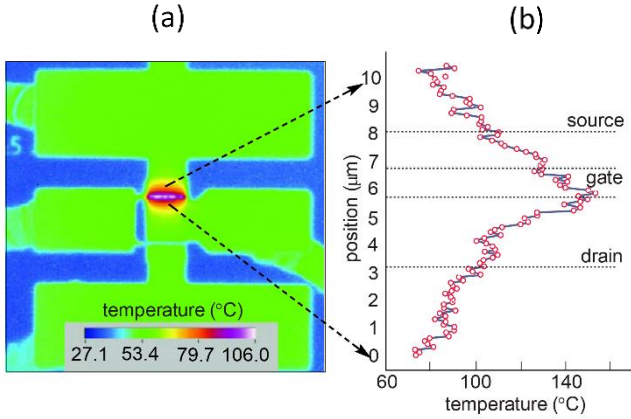 (a)
(b)
5
temperature (°C)
27.1 53.4 79.7 106.0
position (μm)
10
9
8
7
6
5
4
3
2
1
0
source
gate
drain
60 100 140
temperature (°C)